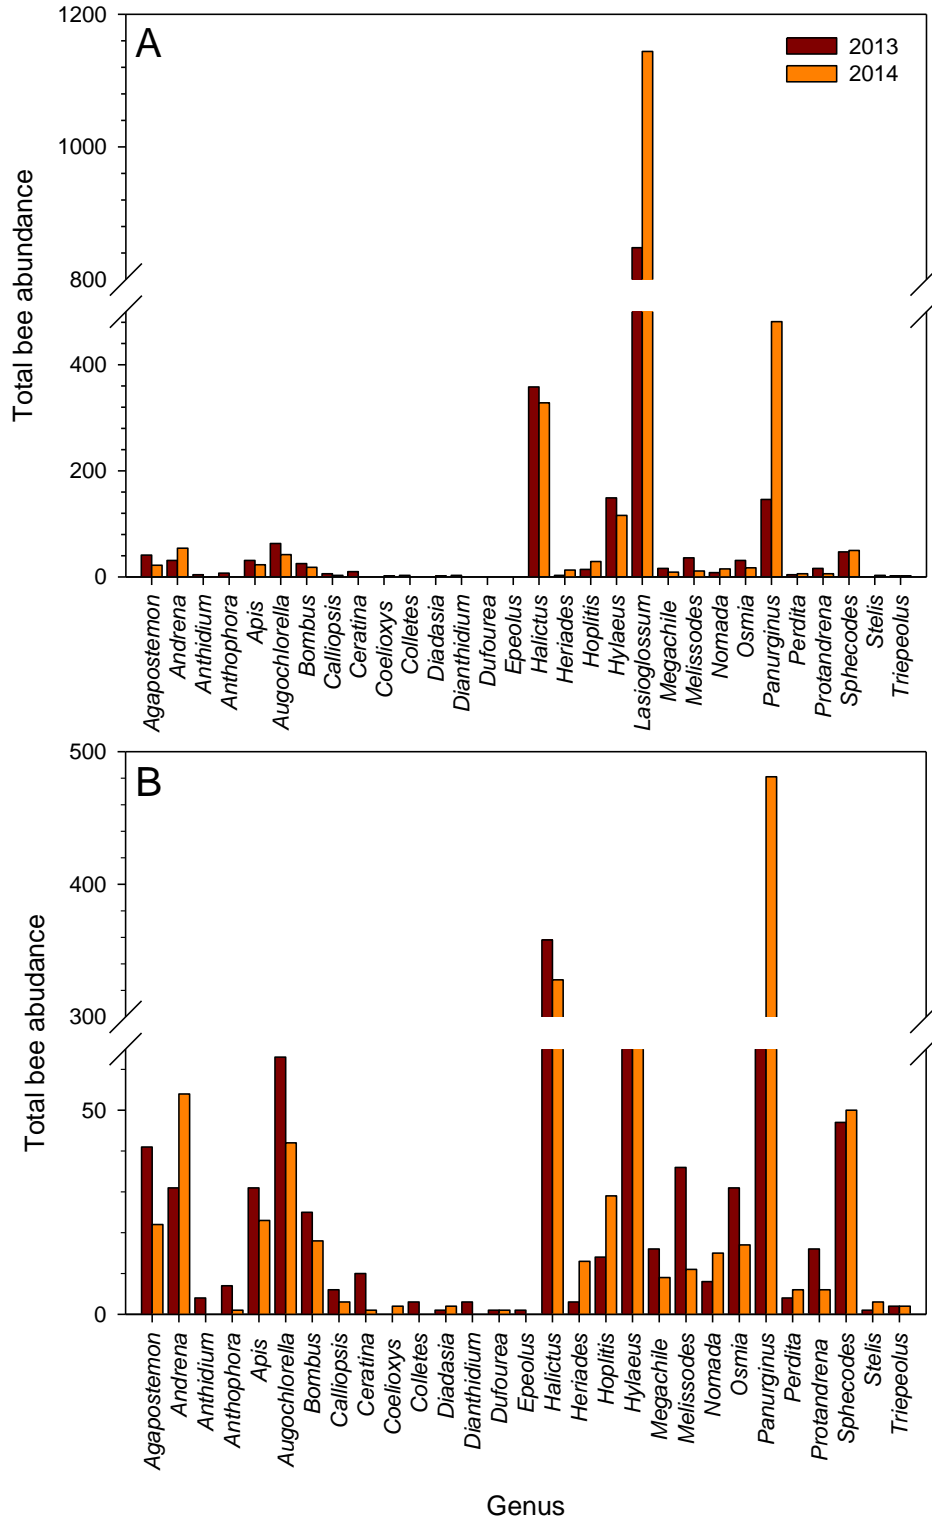 1200
A
2013
2014
1000
800
400
200
0
Total bee abundance
Agapostemon
Andrena
Anthidium
Anthophora
Apis
Augochlorella
Bombus
Calliopsis
Ceratina
Coelioxys
Colletes
Diadasia
Dianthidium
Dufourea
Epeolus
Halictus
Heriades
Hoplitis
Hylaeus
Lasioglossum
Megachile
Melissodes
Nomada
Osmia
Panurginus
Perdita
Protandrena
Sphecodes
Stelis
Triepeolus
500
B
400
300
50
0
Total bee abudance
Agapostemon
Andrena
Anthidium
Anthophora
Apis
Augochlorella
Bombus
Calliopsis
Ceratina
Coelioxys
Colletes
Diadasia
Dianthidium
Dufourea
Epeolus
Halictus
Heriades
Hoplitis
Hylaeus
Megachile
Melissodes
Nomada
Osmia
Panurginus
Perdita
Protandrena
Sphecodes
Stelis
Triepeolus
Genus